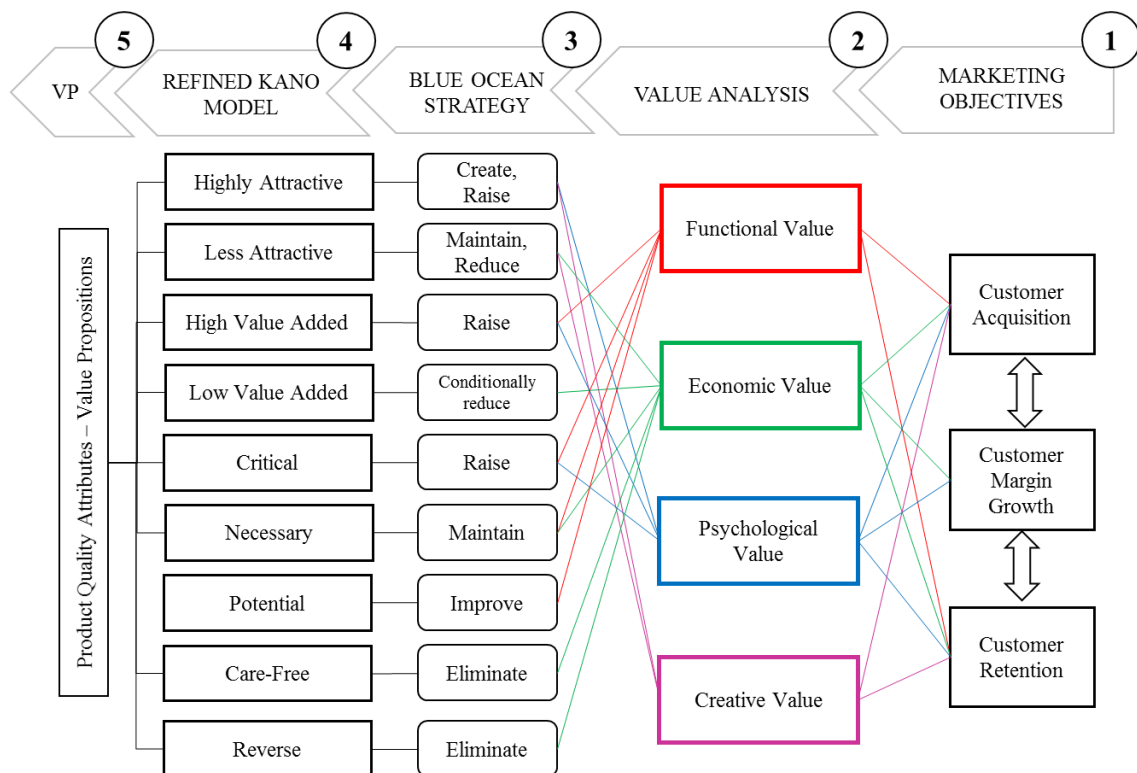 5
4
3
2
1
VP
REFINED KANO
MODEL
BLUE OCEAN
STRATEGY
VALUE ANALYSIS
MARKETING
OBJECTIVES
Product Quality Attributes – Value Propositions
Highly Attractive
Less Attractive
High Value Added
Low Value Added
Critical
Necessary
Potential
Care-Free
Reverse
Create,
Raise
Maintain,
Reduce
Raise
Conditionally
reduce
Raise
Maintain
Improve
Eliminate
Eliminate
Functional Value
Economic Value
Psychological
Value
Creative Value
Customer
Acquisition
Customer
Margin
Growth
Customer
Retention